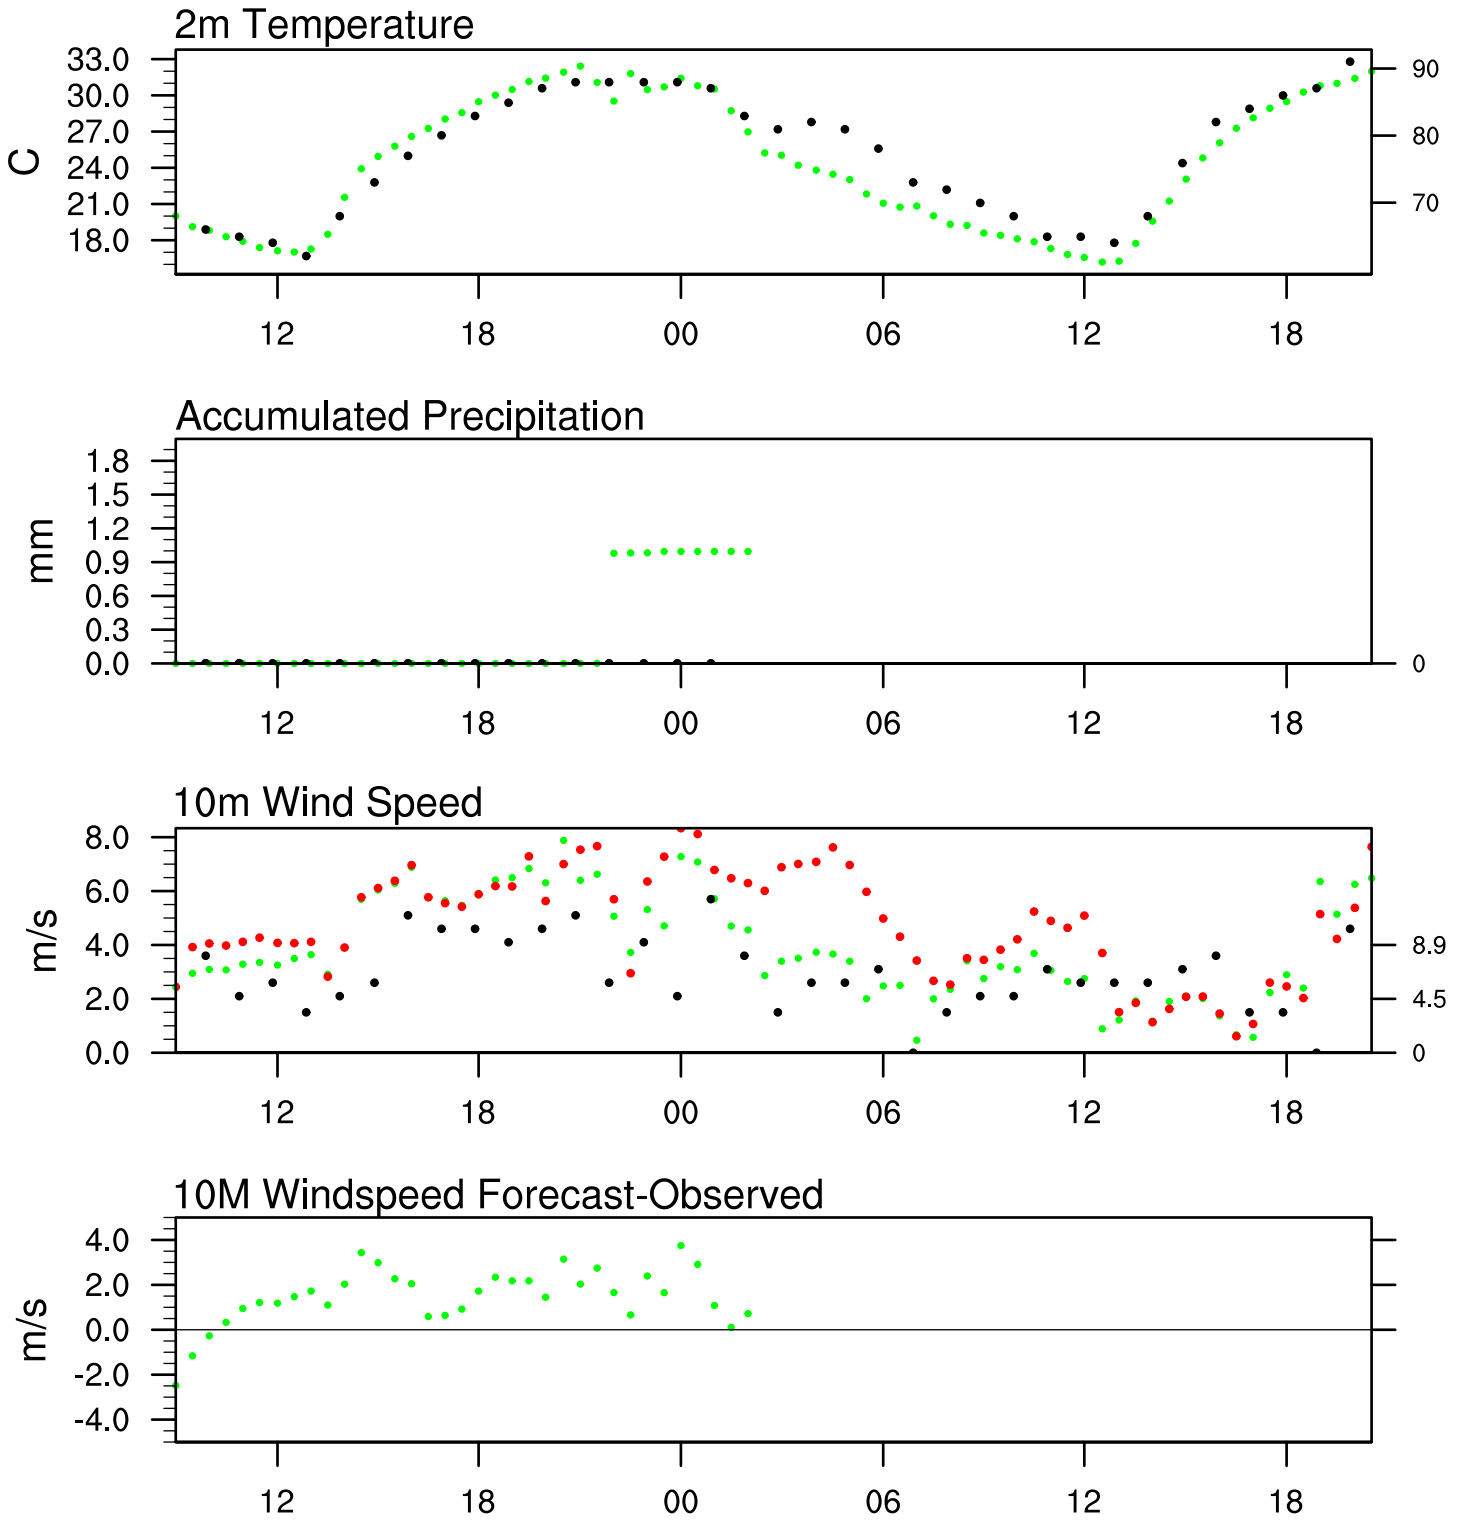 2m Temperature
33.0
30.0
27.0
24.0
21.0
18.0
C
90
80
70
12 18 00 06 12 18
Accumulated Precipitation
1.8
1.5
1.2
0.9
0.6
0.3
0.0
mm
0
12 18 00 06 12 18
10m Wind Speed
8.0
6.0
4.0
2.0
0.0
m/s
8.9
4.5
0
12 18 00 06 12 18
10M Windspeed Forecast-Observed
4.0
2.0
0.0
-2.0
-4.0
m/s
12 18 00 06 12 18